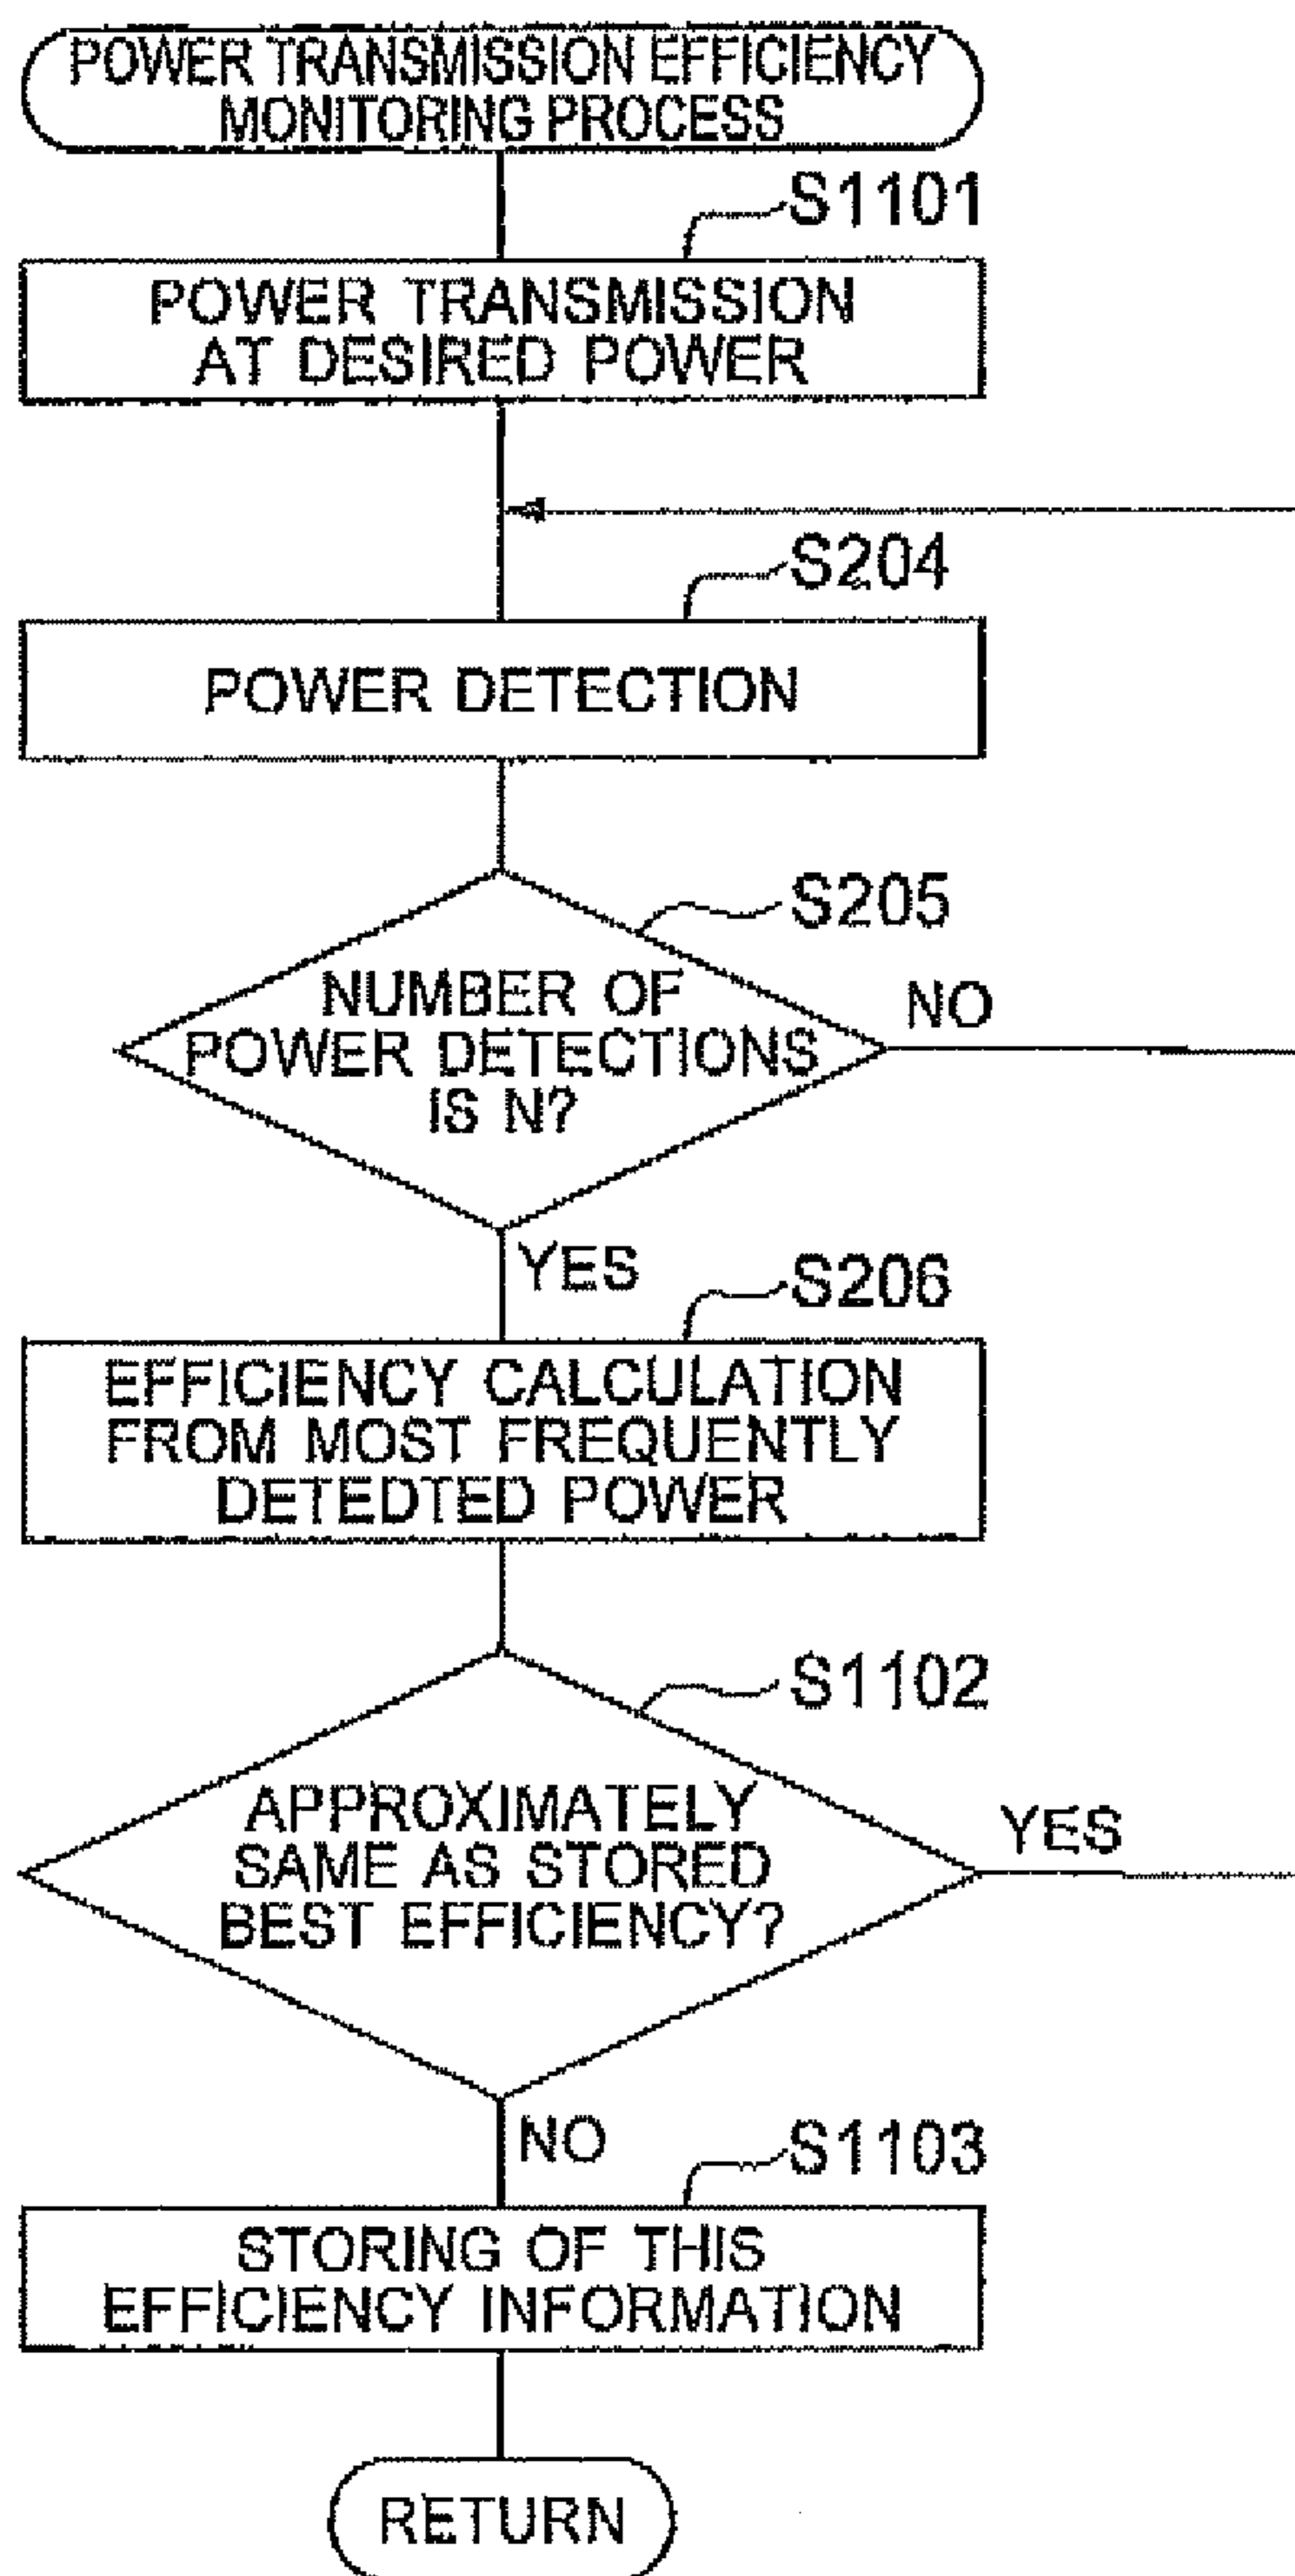 POWER TRANSMISSION EFFICIENCY
MONITORING PROCESS
S1101
POWER TRANSMISSION
AT DESIRED POWER
S204
POWER DETECTION
S205
NUMBER OF
POWER DETECTIONS
IS N?
NO
YES
S206
EFFICIENCY CALCULATION
FROM MOST FREQUENTLY
DETEDTED POWER
S1102
APPROXIMATELY
SAME AS STORED
BEST EFFICIENCY?
YES
NO
S1103
STORING OF THIS
EFFICIENCY INFORMATION
RETURN